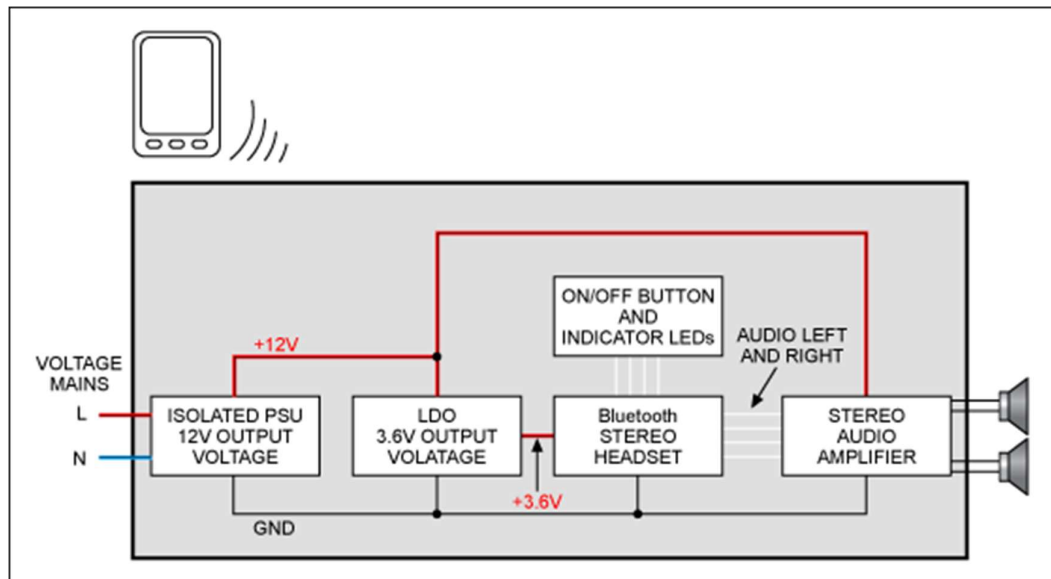 ON/OFF BUTTON
AND
INDICATOR LEDs
AUDIO LEFT
AND RIGHT
+12V
VOLTAGE
MAINS
L
N
ISOLATED PSU
12V OUTPUT
VOLTAGE
LDO
3.6V OUTPUT
VOLATAGE
+3.6V
Bluetooth
STEREO
HEADSET
STEREO
AUDIO
AMPLIFIER
GND